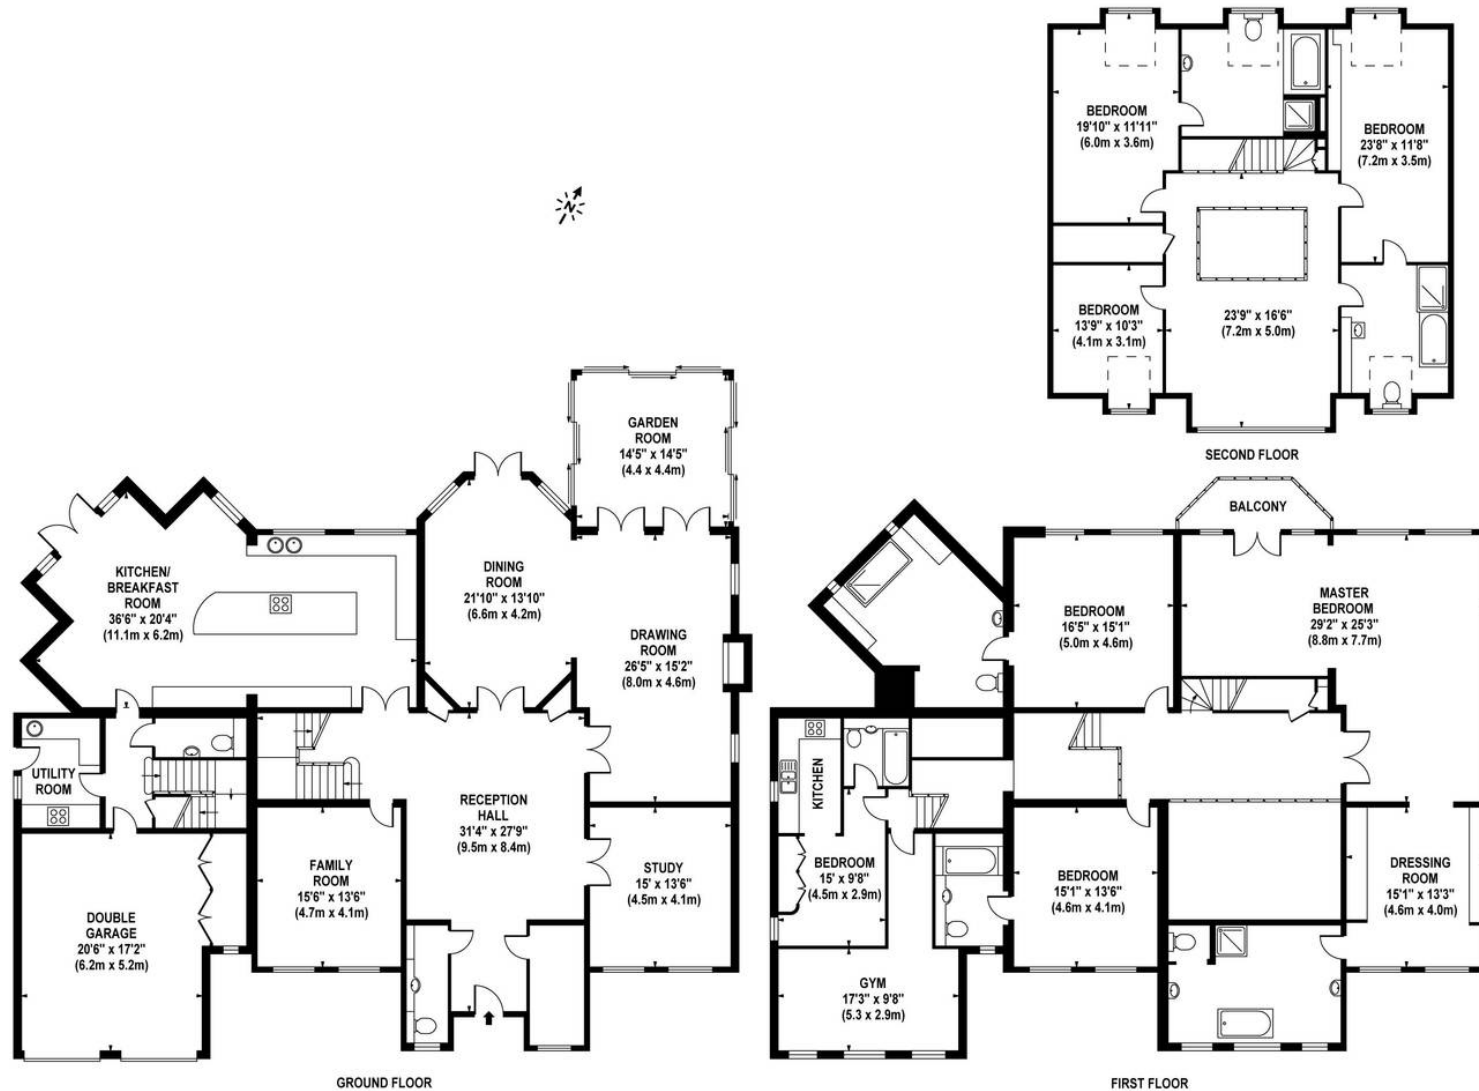 BEDROOM
19'10" x 11'11"
(6.0m x 3.6m)
BEDROOM
23'8" x 11'8"
(7.2m x 3.5m)
BEDROOM
13'9" x 10'3"
(4.1m x 3.1m)
23'9" x 16'6"
(7.2m x 5.0m)
SECOND FLOOR
N
GARDEN
ROOM
14'5" x 14'5"
(4.4 x 4.4m)
KITCHEN/
BREAKFAST
ROOM
36'6" x 20'4"
(11.1m x 6.2m)
DINING
ROOM
21'10" x 13'10"
(6.6m x 4.2m)
DRAWING
ROOM
26'5" x 15'2"
(8.0m x 4.6m)
UTILITY
ROOM
RECEPTION
HALL
31'4" x 27'9"
(9.5m x 8.4m)
FAMILY
ROOM
15'6" x 13'6"
(4.7m x 4.1m)
STUDY
15' x 13'6"
(4.5m x 4.1m)
DOUBLE
GARAGE
20'6" x 17'2"
(6.2m x 5.2m)
GROUND FLOOR
BALCONY
BEDROOM
16'5" x 15'1"
(5.0m x 4.6m)
MASTER
BEDROOM
29'2" x 25'3"
(8.8m x 7.7m)
KITCHEN
BEDROOM
15' x 9'8"
(4.5m x 2.9m)
BEDROOM
15'1" x 13'6"
(4.6m x 4.1m)
DRESSING
ROOM
15'1" x 13'3"
(4.6m x 4.0m)
GYM
17'3" x 9'8"
(5.3 x 2.9m)
FIRST FLOOR